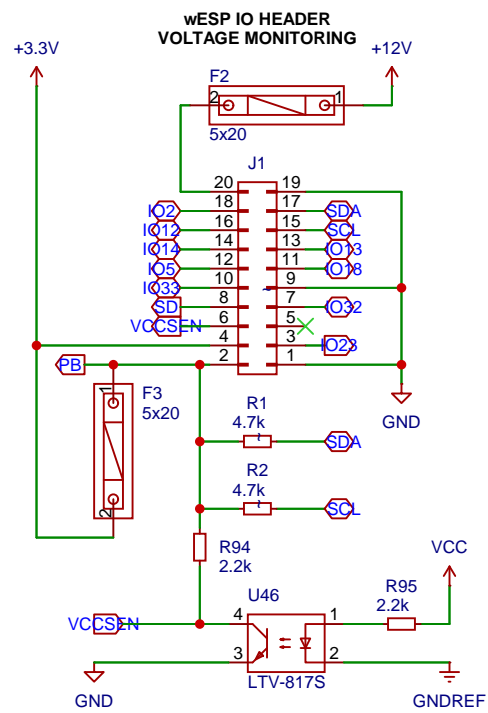 wESP IO HEADER
VOLTAGE MONITORING
+3.3V
+12V
F2
2
1
5x20
J1
20
19
IO2
18
17
SDA
IO12
16
15
SCL
IO14
14
13
IO13
IO5
12
11
IO18
IO33
10
9
SD
8
7
IO32
VCCSEN
6
5
4
3
IO23
PB
2
1
1
F3
5x20
2
GND
R1
4.7k
SDA
R2
4.7k
SCL
R94
2.2k
VCC
R95
2.2k
U46
VCCSEN
4
1
3
2
LTV-817S
GND
GNDREF